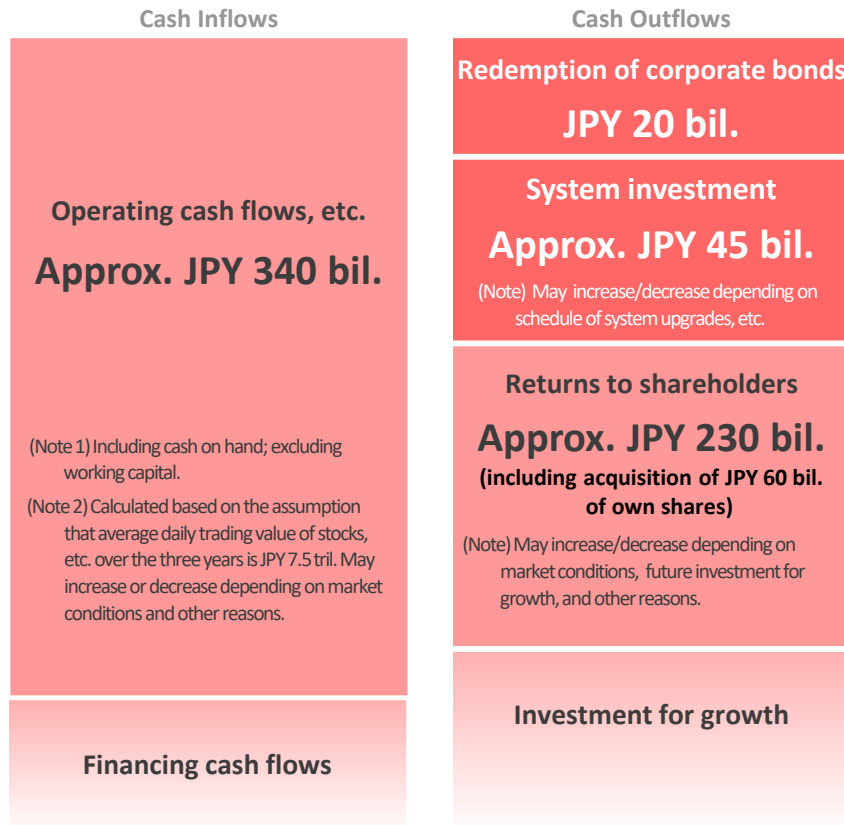 Cash Inflows
Operating cash flows, etc.
Approx. JPY 340 bil.
(Note 1) Including cash on hand; excluding
working capital.
(Note 2) Calculated based on the assumption
that average daily trading value of stocks,
etc. over the three years is JPY 7.5 tril. May
increase or decrease depending on market
conditions and other reasons.
Financing cash flows
Cash Outflows
Redemption of corporate bonds
JPY 20 bil.
System investment
Approx. JPY 45 bil.
(Note) May increase/decrease depending on
schedule of system upgrades, etc.
Returns to shareholders
Approx. JPY 230 bil.
(including acquisition of JPY 60 bil.
of own shares)
(Note) May increase/decrease depending on
market conditions, future investment for
growth, and other reasons.
Investment for growth